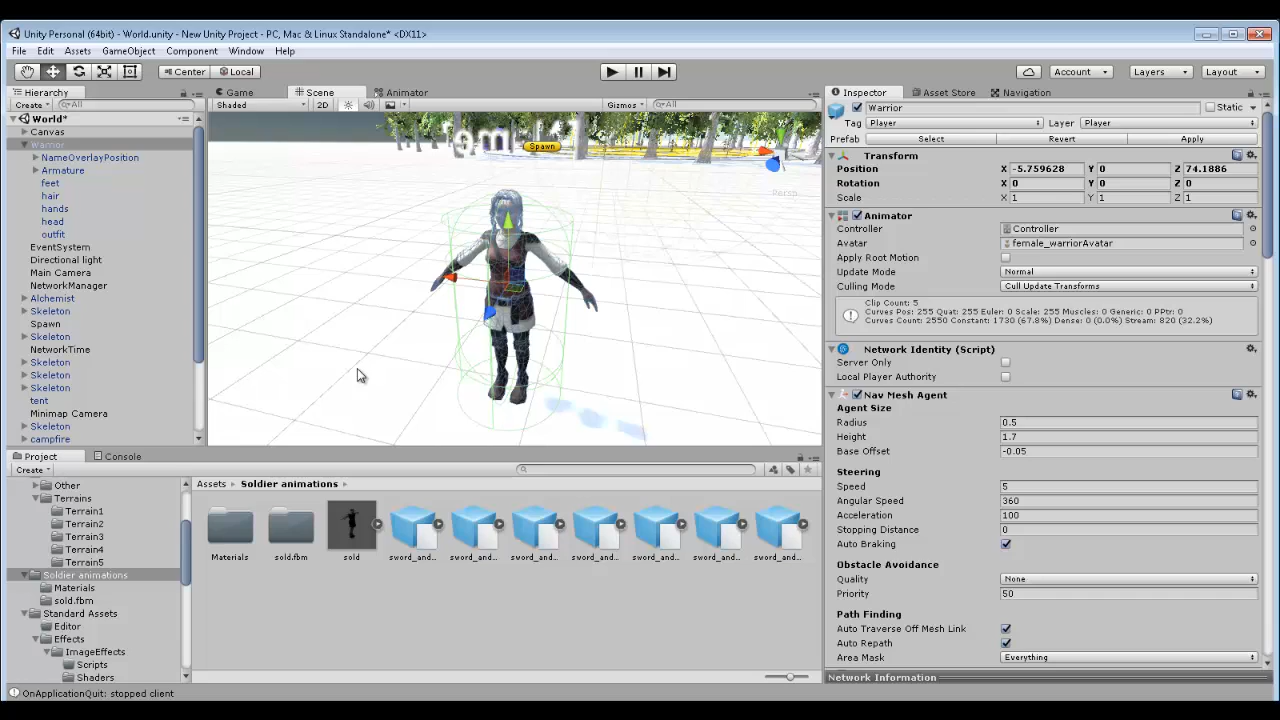 Unity Personal (64bit) - World.unity - New Unity Project - PC, Mac & Linux Standalone* <DX11>
File Edit Assets GameObject Component Window Help
Center Local Account Layers Layout
Hierarchy
Create All
World*
Canvas
Warrior
NameOverlayPosition
Armature
feet
hair
hands
head
outfit
EventSystem
Directional light
Main Camera
NetworkManager
Alchemist
Skeleton
Spawn
Skeleton
NetworkTime
Skeleton
Skeleton
Skeleton
tent
Minimap Camera
Skeleton
campfire
Game Scene Animator
Shaded 2D Gizmos All
Spawn
Persp
Project Console
Create
Other
Terrains
Terrain1
Terrain2
Terrain3
Terrain4
Terrain5
Soldier animations
Materials
sold.fbm
Standard Assets
Editor
Effects
ImageEffects
Scripts
Shaders
Assets Soldier animations
Materials sold.fbm sold sword_and... sword_and... sword_and... sword_and... sword_and... sword_and... sword_and...
OnApplicationQuit: stopped client
Inspector Asset Store Navigation
Warrior Static
Tag Player Layer Player
Prefab Select Revert Apply
Transform
Position X -5.759628 Y 0 Z 74.1886
Rotation X 0 Y 0 Z 0
Scale X 1 Y 1 Z 1
Animator
Controller Controller
Avatar female_warriorAvatar
Apply Root Motion
Update Mode Normal
Culling Mode Cull Update Transforms
Clip Count: 5
Curves Pos: 255 Quat: 255 Euler: 0 Scale: 255 Muscles: 0 Generic: 0 PPtr: 0
Curves Count: 2550 Constant: 1730 (67.8%) Dense: 0 (0.0%) Stream: 820 (32.2%)
Network Identity (Script)
Server Only
Local Player Authority
Nav Mesh Agent
Agent Size
Radius 0.5
Height 1.7
Base Offset -0.05
Steering
Speed 5
Angular Speed 360
Acceleration 100
Stopping Distance 0
Auto Braking
Obstacle Avoidance
Quality None
Priority 50
Path Finding
Auto Traverse Off Mesh Link
Auto Repath
Area Mask Everything
Network Information